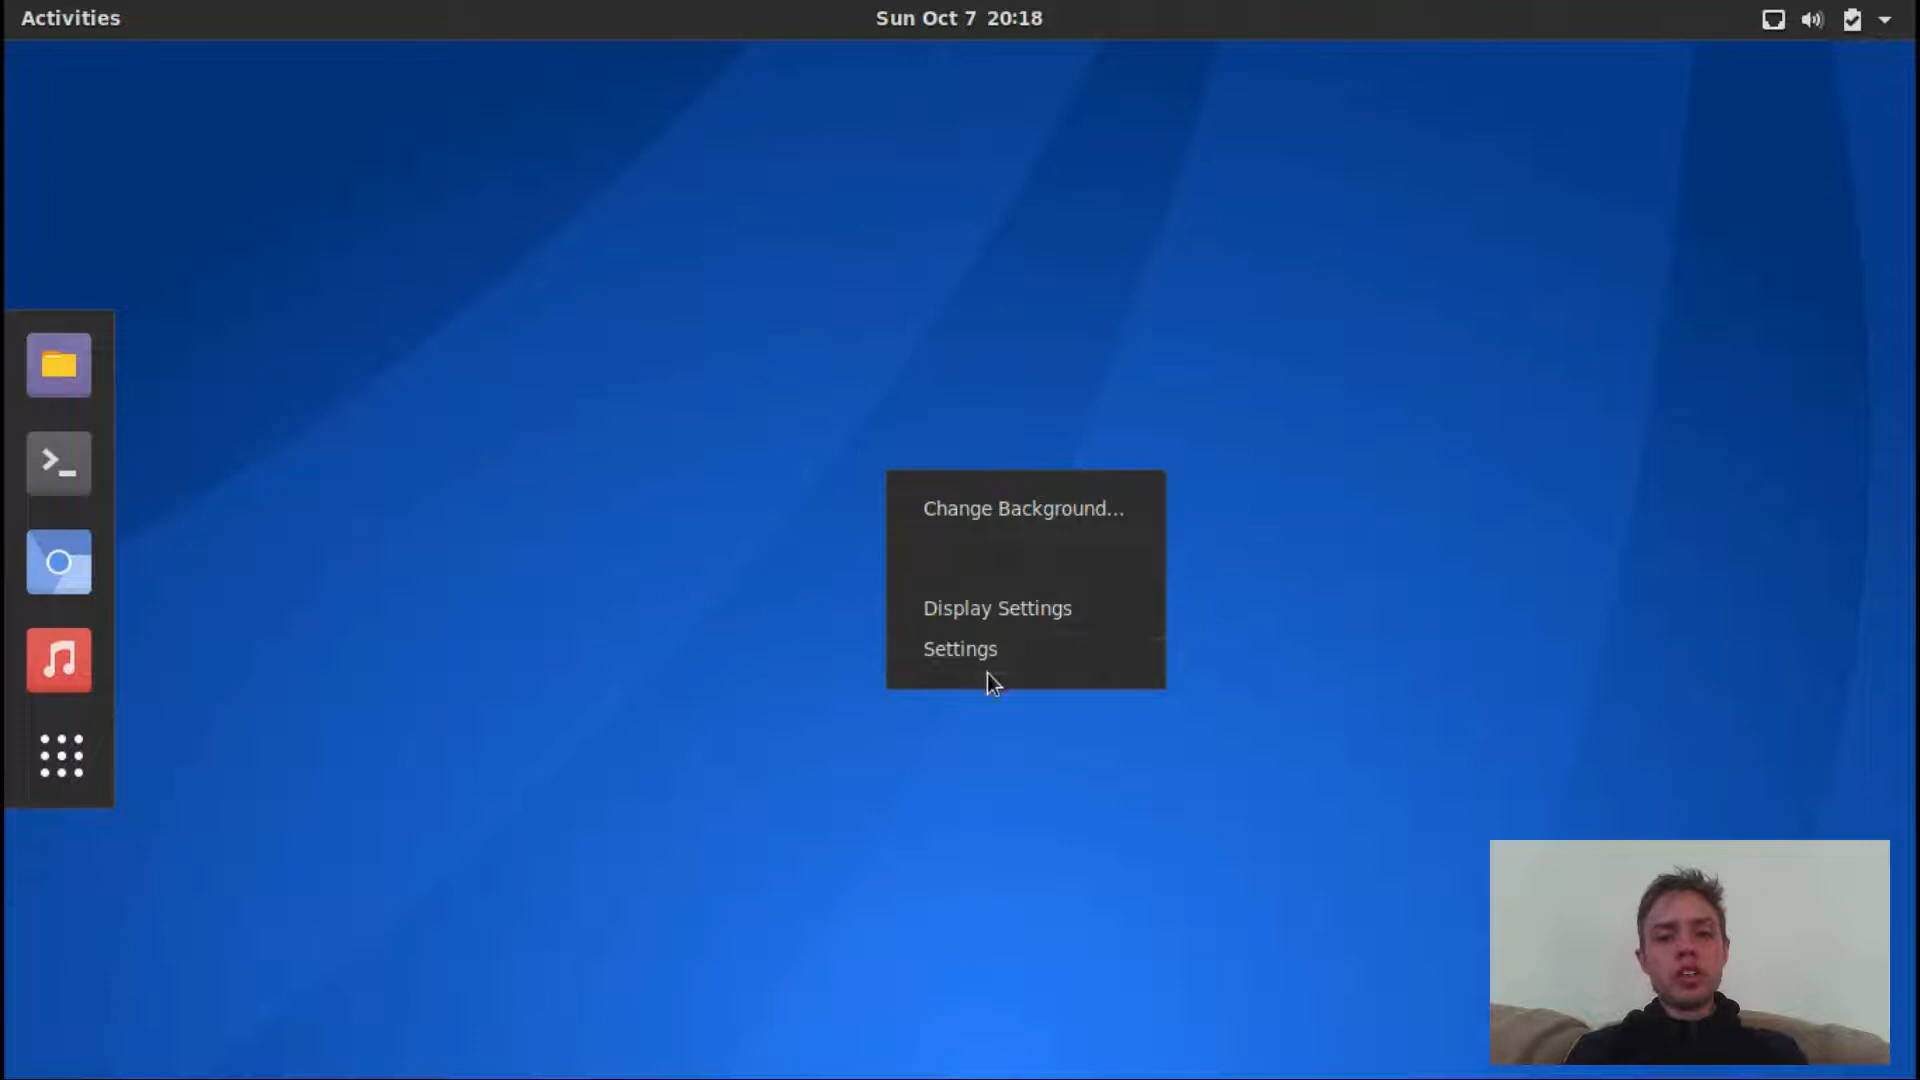 Activities
Sun Oct 7 20:18
Change Background...
Display Settings
Settings